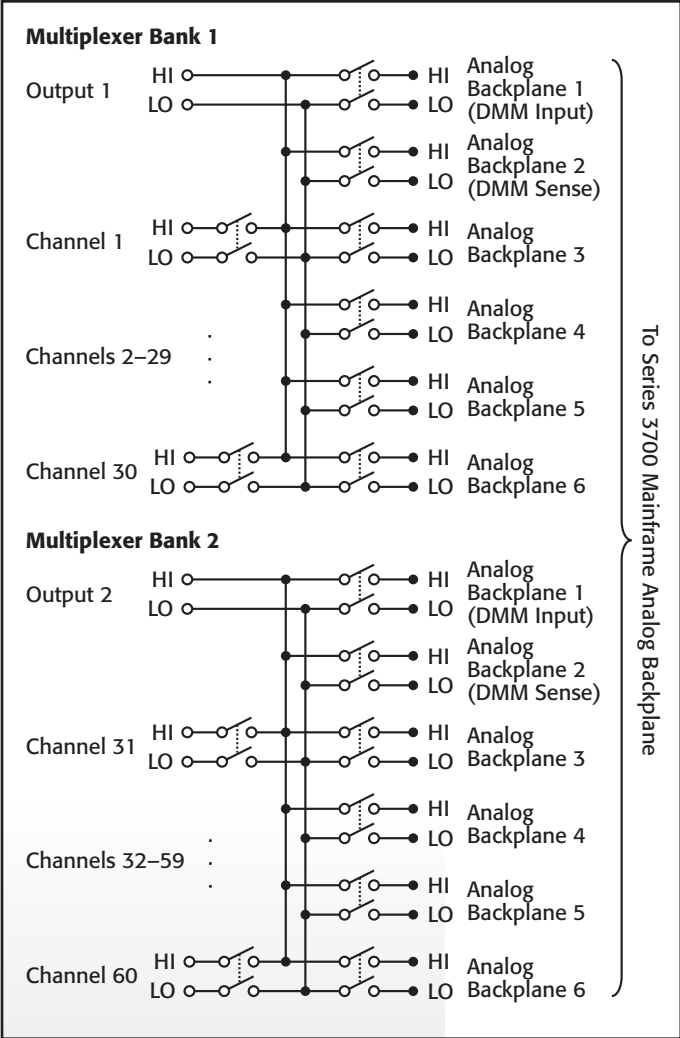 Multiplexer Bank 1
Output 1
HI
LO
HI
LO
Analog
Backplane 1
(DMM Input)
HI
LO
Analog
Backplane 2
(DMM Sense)
Channel 1
HI
LO
HI
LO
Analog
Backplane 3
HI
LO
Analog
Backplane 4
Channels 2–29
HI
LO
Analog
Backplane 5
Channel 30
HI
LO
HI
LO
Analog
Backplane 6
Multiplexer Bank 2
Output 2
HI
LO
HI
LO
Analog
Backplane 1
(DMM Input)
HI
LO
Analog
Backplane 2
(DMM Sense)
Channel 31
HI
LO
HI
LO
Analog
Backplane 3
HI
LO
Analog
Backplane 4
Channels 32–59
HI
LO
Analog
Backplane 5
Channel 60
HI
LO
HI
LO
Analog
Backplane 6
To Series 3700 Mainframe Analog Backplane